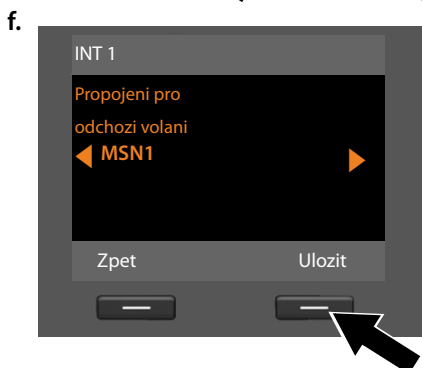 f.
INT 1
Propojeni pro
odchozi volani
MSN1
Zpet Ulozit